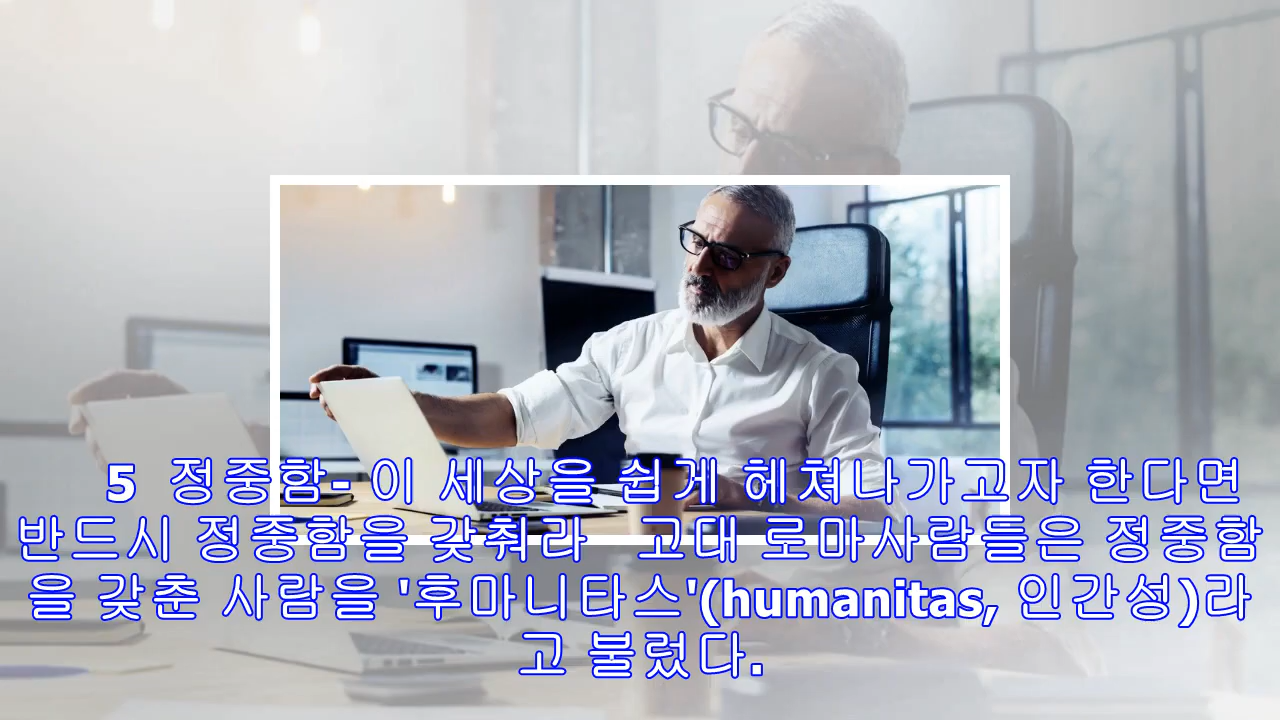 5 정중함- 이 세상을 쉽게 헤쳐나가고자 한다면
반드시 정중함을 갖춰라 고대 로마사람들은 정중함
을 갖춘 사람을 '후마니타스'(humanitas, 인간성)라
고 불렀다.